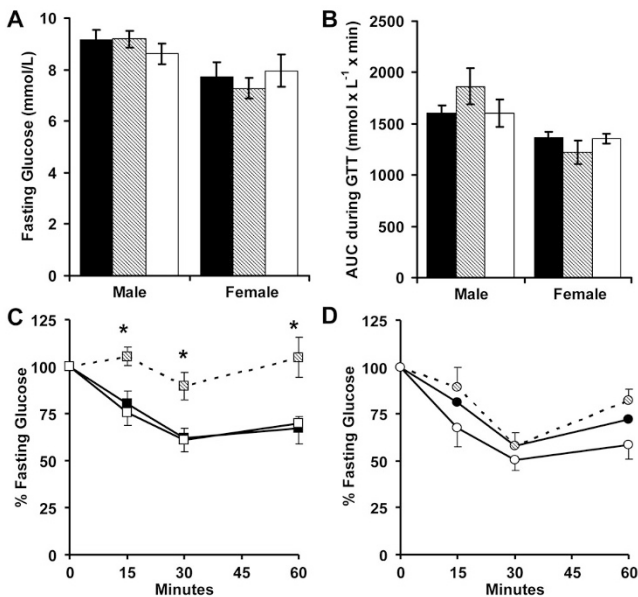 A
Fasting Glucose (mmol/L)
10
8
6
4
2
0
Male Female
B
AUC during GTT (mmol x L⁻¹ x min)
2500
2000
1500
1000
500
0
Male Female
C
% Fasting Glucose
125
100
75
50
25
0
* * *
0 15 30 45 60
Minutes
D
% Fasting Glucose
125
100
75
50
25
0
0 15 30 45 60
Minutes